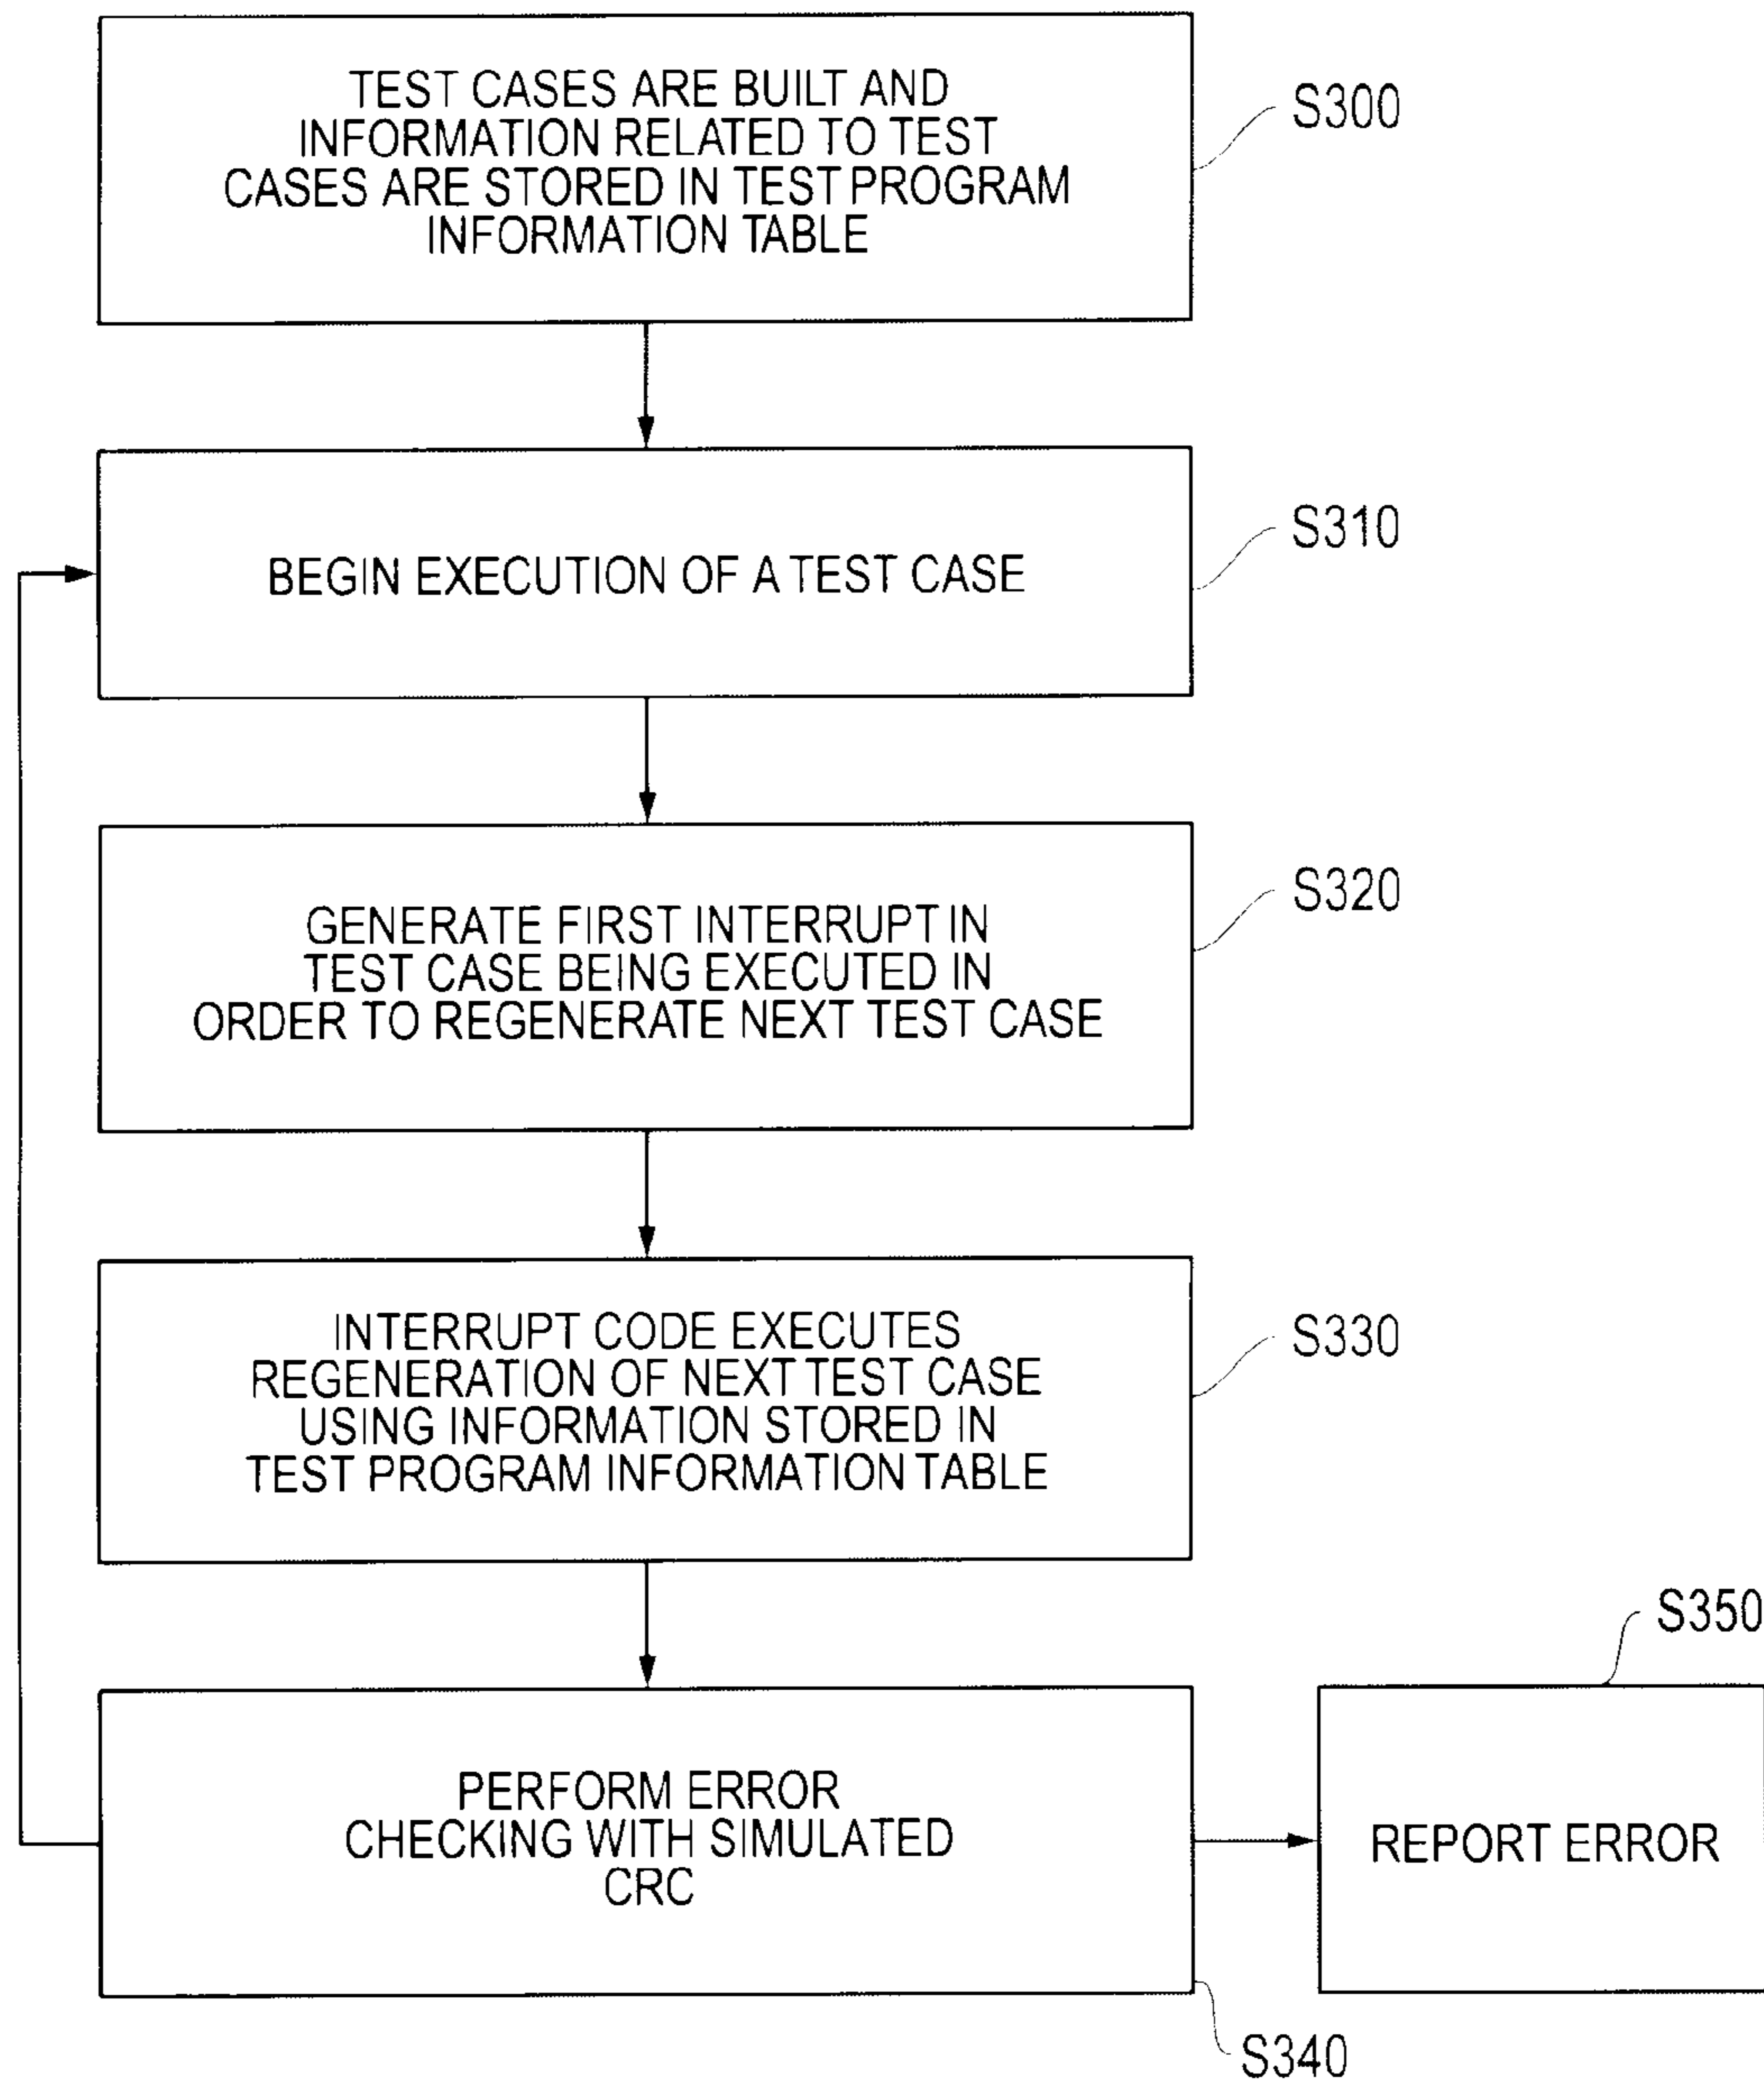 TEST CASES ARE BUILT AND
INFORMATION RELATED TO TEST
CASES ARE STORED IN TEST PROGRAM
INFORMATION TABLE
S300
BEGIN EXECUTION OF A TEST CASE
S310
GENERATE FIRST INTERRUPT IN
TEST CASE BEING EXECUTED IN
ORDER TO REGENERATE NEXT TEST CASE
S320
INTERRUPT CODE EXECUTES
REGENERATION OF NEXT TEST CASE
USING INFORMATION STORED IN
TEST PROGRAM INFORMATION TABLE
S330
PERFORM ERROR
CHECKING WITH SIMULATED
CRC
S340
S350
REPORT ERROR